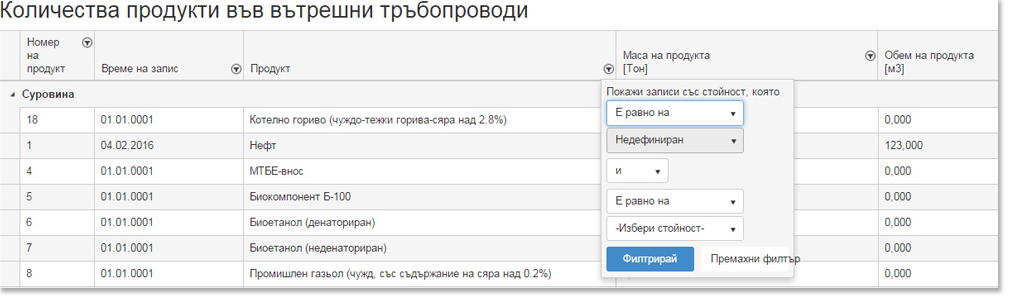 Количества продукти във вътрешни тръбопроводи
Номер
на
продукт
Време на запис
Продукт
Маса на продукта
[Тон]
Обем на продукта
[м3]
Покажи записи със стойност, която
Е равно на
Недефиниран
и
Е равно на
-Избери стойност-
Филтрирай Премахни филтър
Суровина
18 01.01.0001 Котелно гориво (чуждо-тежки горива-сяра над 2.8%) 0,000
1 04.02.2016 Нефт 123,000
4 01.01.0001 МТБЕ-внос 0,000
5 01.01.0001 Биокомпонент Б-100 0,000
6 01.01.0001 Биоетанол (денаториран) 0,000
7 01.01.0001 Биоетанол (неденаториран) 0,000
8 01.01.0001 Промишлен газьол (чужд, със съдържание на сяра над 0.2%) 0,000